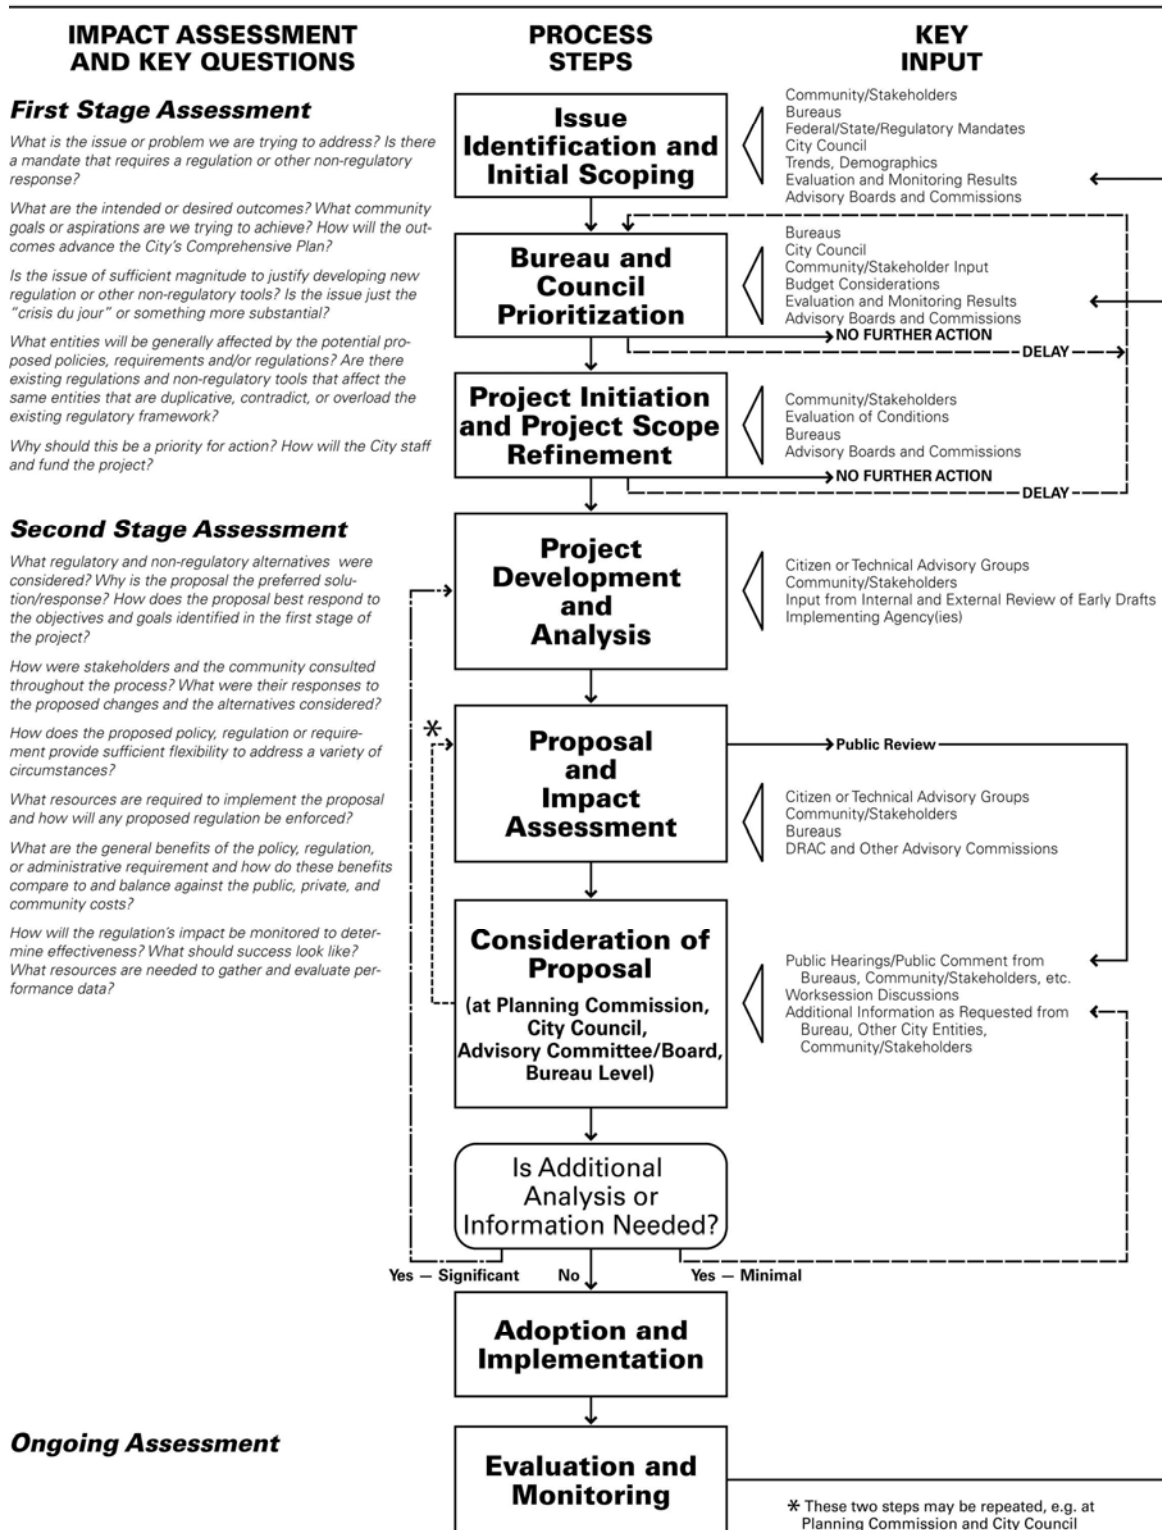 IMPACT ASSESSMENT
AND KEY QUESTIONS
First Stage Assessment
What is the issue or problem we are trying to address? Is there
a mandate that requires a regulation or other non-regulatory
response?
What are the intended or desired outcomes? What community
goals or aspirations are we trying to achieve? How will the out-
comes advance the City's Comprehensive Plan?
Is the issue of sufficient magnitude to justify developing new
regulation or other non-regulatory tools? Is the issue just the
"crisis du jour" or something more substantial?
What entities will be generally affected by the potential pro-
posed policies, requirements and/or regulations? Are there
existing regulations and non-regulatory tools that affect the
same entities that are duplicative, contradict, or overload the
existing regulatory framework?
Why should this be a priority for action? How will the City staff
and fund the project?
Second Stage Assessment
What regulatory and non-regulatory alternatives were
considered? Why is the proposal the preferred solu-
tion/response? How does the proposal best respond to
the objectives and goals identified in the first stage of
the project?
How were stakeholders and the community consulted
throughout the process? What were their responses to
the proposed changes and the alternatives considered?
How does the proposed policy, regulation or require-
ment provide sufficient flexibility to address a variety of
circumstances?
What resources are required to implement the proposal
and how will any proposed regulation be enforced?
What are the general benefits of the policy, regulation,
or administrative requirement and how do these benefits
compare to and balance against the public, private, and
community costs?
How will the regulation's impact be monitored to deter-
mine effectiveness? What should success look like?
What resources are needed to gather and evaluate per-
formance data?
Ongoing Assessment
PROCESS
STEPS
Issue
Identification and
Initial Scoping
Bureau and
Council
Prioritization
Project Initiation
and Project Scope
Refinement
Project
Development
and
Analysis
*
Proposal
and
Impact
Assessment
Consideration of
Proposal
(at Planning Commission,
City Council,
Advisory Committee/Board,
Bureau Level)
Is Additional
Analysis or
Information Needed?
Yes — Significant
No
Yes — Minimal
Adoption and
Implementation
Evaluation and
Monitoring
KEY
INPUT
Community/Stakeholders
Bureaus
Federal/State/Regulatory Mandates
City Council
Trends, Demographics
Evaluation and Monitoring Results
Advisory Boards and Commissions
Bureaus
City Council
Community/Stakeholder Input
Budget Considerations
Evaluation and Monitoring Results
Advisory Boards and Commissions
NO FURTHER ACTION
DELAY
Community/Stakeholders
Evaluation of Conditions
Bureaus
Advisory Boards and Commissions
NO FURTHER ACTION
DELAY
Citizen or Technical Advisory Groups
Community/Stakeholders
Input from Internal and External Review of Early Drafts
Implementing Agency(ies)
Public Review
Citizen or Technical Advisory Groups
Community/Stakeholders
Bureaus
DRAC and Other Advisory Commissions
Public Hearings/Public Comment from
Bureaus, Community/Stakeholders, etc.
Worksession Discussions
Additional Information as Requested from
Bureau, Other City Entities,
Community/Stakeholders
* These two steps may be repeated, e.g. at
Planning Commission and City Council